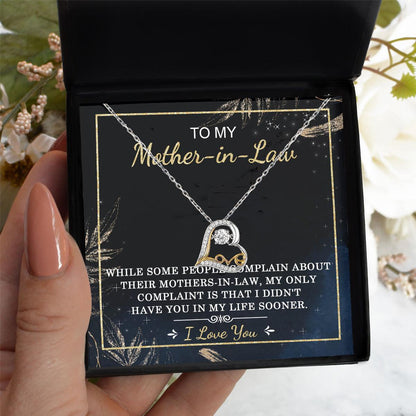 TO MY
Mother-in-Law
Love
WHILE SOME PEOPLE COMPLAIN ABOUT
THEIR MOTHERS-IN-LAW, MY ONLY
COMPLAINT IS THAT I DIDN'T
HAVE YOU IN MY LIFE SOONER.
I Love You